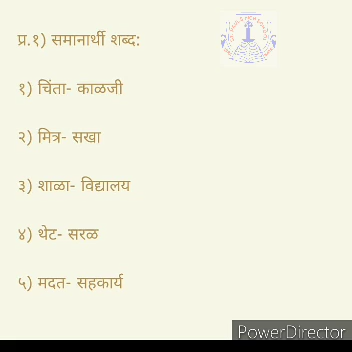 प्र.१) समानार्थी शब्द:
१) चिंता- काळजी
२) मित्र- सखा
३) शाळा- विद्यालय
४) थेट- सरळ
५) मदत- सहकार्य
PowerDirector